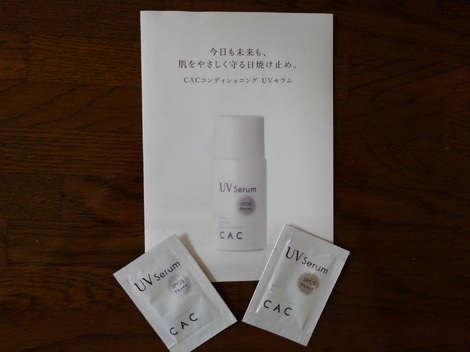 今日も未来も、
肌をやさしく守る日焼け止め。
CACコンディショニング UVセラム
UV Serum
CAC
UV Serum
CAC
UV Serum
CAC